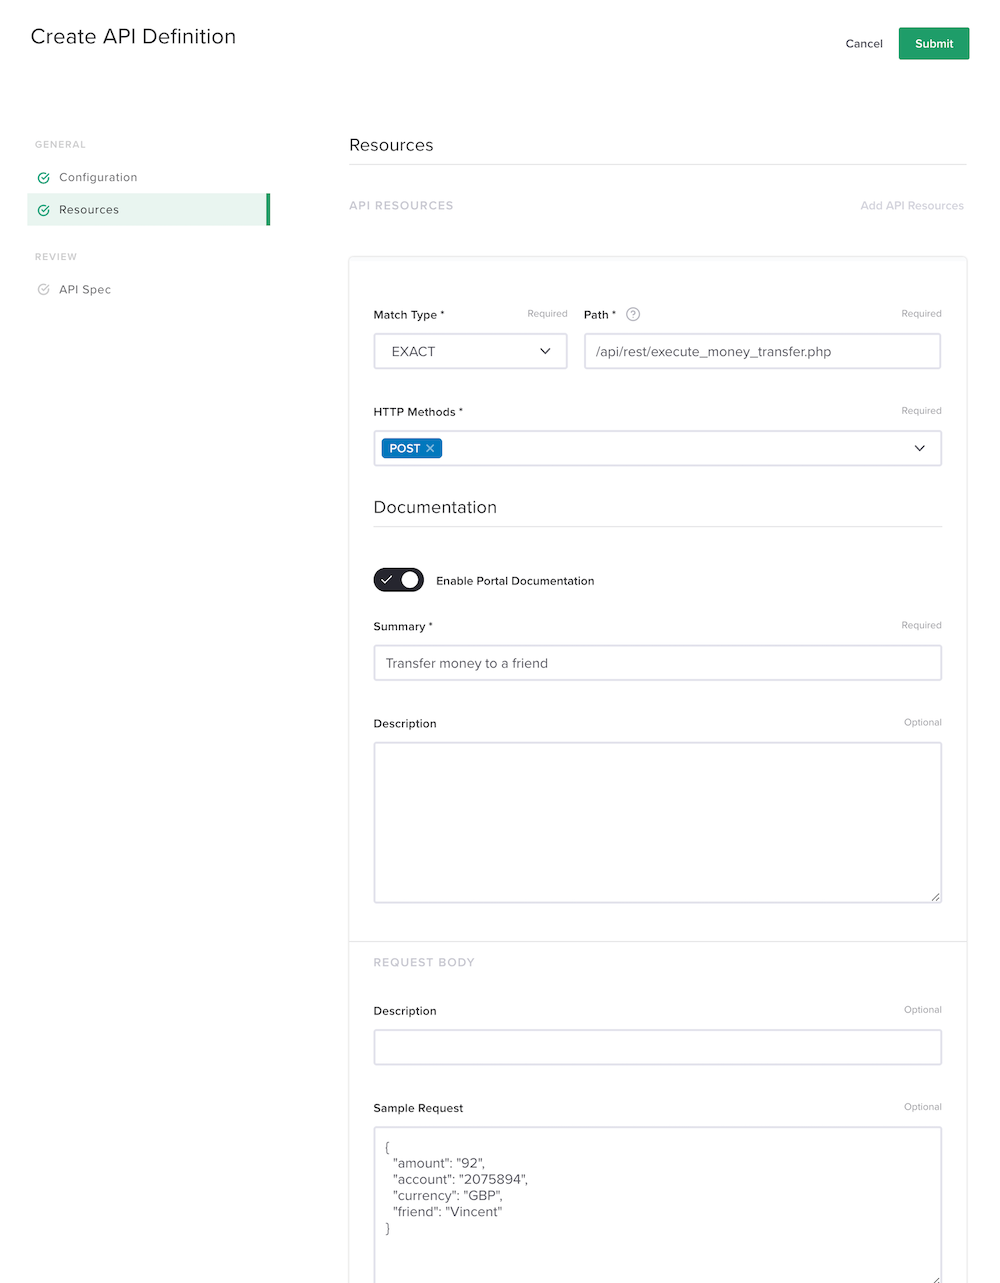 Create API Definition
Cancel
Submit
GENERAL
Configuration
Resources
REVIEW
API Spec
Resources
API RESOURCES
Add API Resources
Match Type *
Required
Path *
?
Required
EXACT
/api/rest/execute_money_transfer.php
HTTP Methods *
Required
POST
Documentation
Enable Portal Documentation
Summary *
Required
Transfer money to a friend
Description
Optional
REQUEST BODY
Description
Optional
Sample Request
Optional
{
"amount": "92",
"account": "2075894",
"currency": "GBP",
"friend": "Vincent"
}